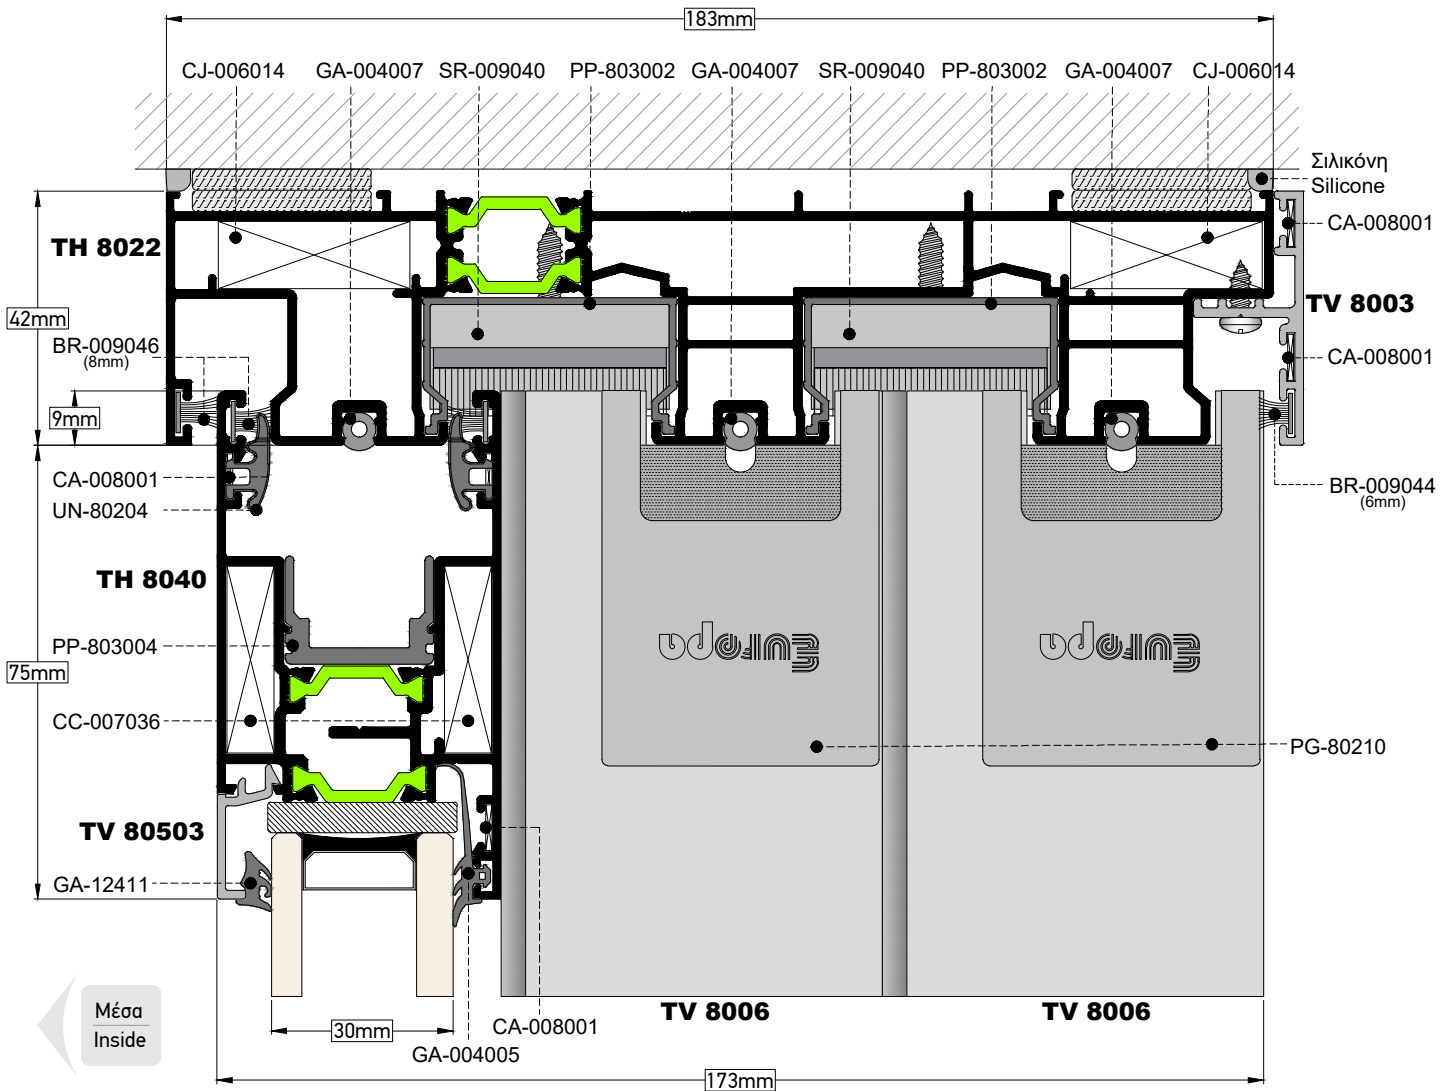 183mm
CJ-006014 GA-004007 SR-009040 PP-803002 GA-004007 SR-009040 PP-803002 GA-004007 CJ-006014
Σιλικόνη
Silicone
CA-008001
TH 8022
TV 8003
42mm
BR-009046
(8mm)
CA-008001
9mm
CA-008001
BR-009044
(6mm)
UN-80204
TH 8040
PP-803004
Europa
Europa
75mm
CC-007036
PG-80210
TV 80503
GA-12411
TV 8006
TV 8006
Μέσα
Inside
30mm
CA-008001
GA-004005
173mm